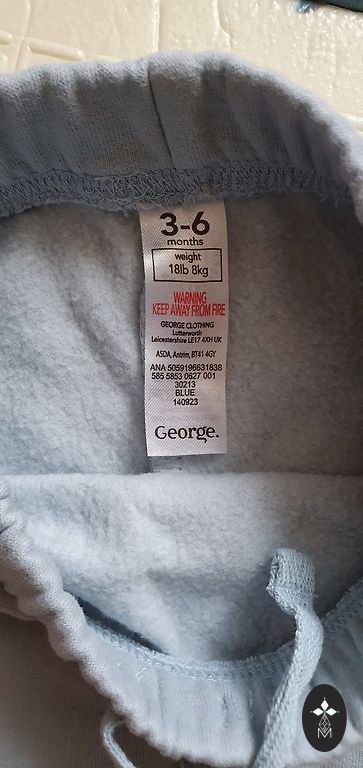 3-6
months
weight
18lb 8kg
WARNING
KEEP AWAY FROM FIRE
GEORGE CLOTHING
Lutterworth
Leicestershire LE17 4XH UK
ASDA, Antrim, BT41 4GY
ANA 5059196631838
585 5853 0627 001
30213
BLUE
140923
George.
M